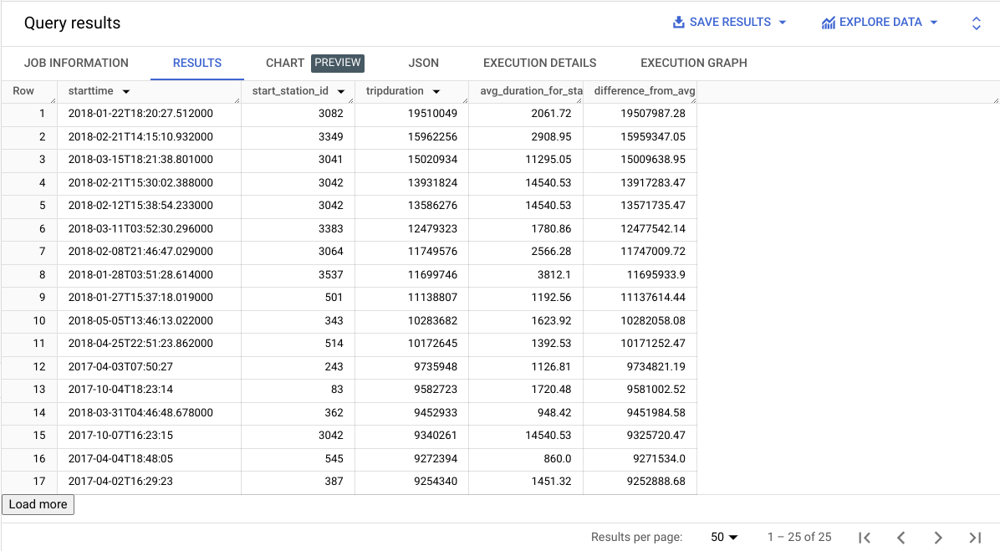 Query results SAVE RESULTS EXPLORE DATA
JOB INFORMATION RESULTS CHART PREVIEW JSON EXECUTION DETAILS EXECUTION GRAPH
Row starttime start_station_id tripduration avg_duration_for_sta difference_from_avg
1 2018-01-22T18:20:27.512000 3082 19510049 2061.72 19507987.28
2 2018-02-21T14:15:10.932000 3349 15962256 2908.95 15959347.05
3 2018-03-15T18:21:38.801000 3041 15020934 11295.05 15009638.95
4 2018-02-21T15:30:02.388000 3042 13931824 14540.53 13917283.47
5 2018-02-12T15:38:54.233000 3042 13586276 14540.53 13571735.47
6 2018-03-11T03:52:30.296000 3383 12479323 1780.86 12477542.14
7 2018-02-08T21:46:47.029000 3064 11749576 2566.28 11747009.72
8 2018-01-28T03:51:28.614000 3537 11699746 3812.1 11695933.9
9 2018-01-27T15:37:18.019000 501 11138807 1192.56 11137614.44
10 2018-05-05T13:46:13.022000 343 10283682 1623.92 10282058.08
11 2018-04-25T22:51:23.862000 514 10172645 1392.53 10171252.47
12 2017-04-03T07:50:27 243 9735948 1126.81 9734821.19
13 2017-10-04T18:23:14 83 9582723 1720.48 9581002.52
14 2018-03-31T04:46:48.678000 362 9452933 948.42 9451984.58
15 2017-10-07T16:23:15 3042 9340261 14540.53 9325720.47
16 2017-04-04T18:48:05 545 9272394 860.0 9271534.0
17 2017-04-02T16:29:23 387 9254340 1451.32 9252888.68
Load more
Results per page: 50 1 – 25 of 25